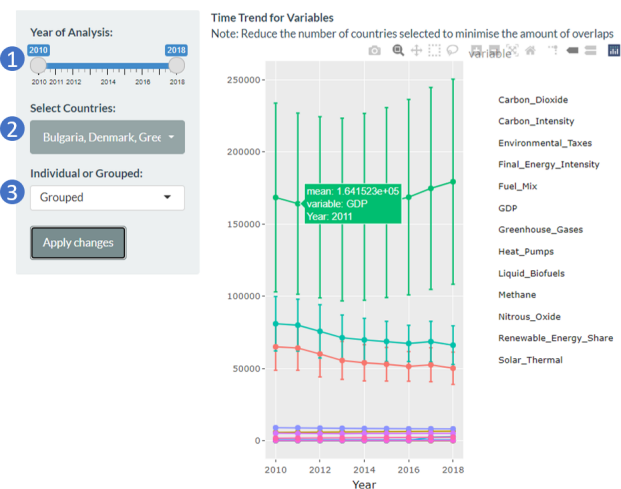 Time Trend for Variables
Note: Reduce the number of countries selected to minimise the amount of overlaps
Year of Analysis:
2010 2018
1
2010 2011 2012 2014 2016 2018
Select Countries:
2
Bulgaria, Denmark, Gree
Individual or Grouped:
3
Grouped
Apply changes
variable
250000
200000
150000
100000
50000
0
mean: 1.641523e+05
variable: GDP
Year: 2011
2010 2012 2014 2016 2018
Year
Carbon_Dioxide
Carbon_Intensity
Environmental_Taxes
Final_Energy_Intensity
Fuel_Mix
GDP
Greenhouse_Gases
Heat_Pumps
Liquid_Biofuels
Methane
Nitrous_Oxide
Renewable_Energy_Share
Solar_Thermal